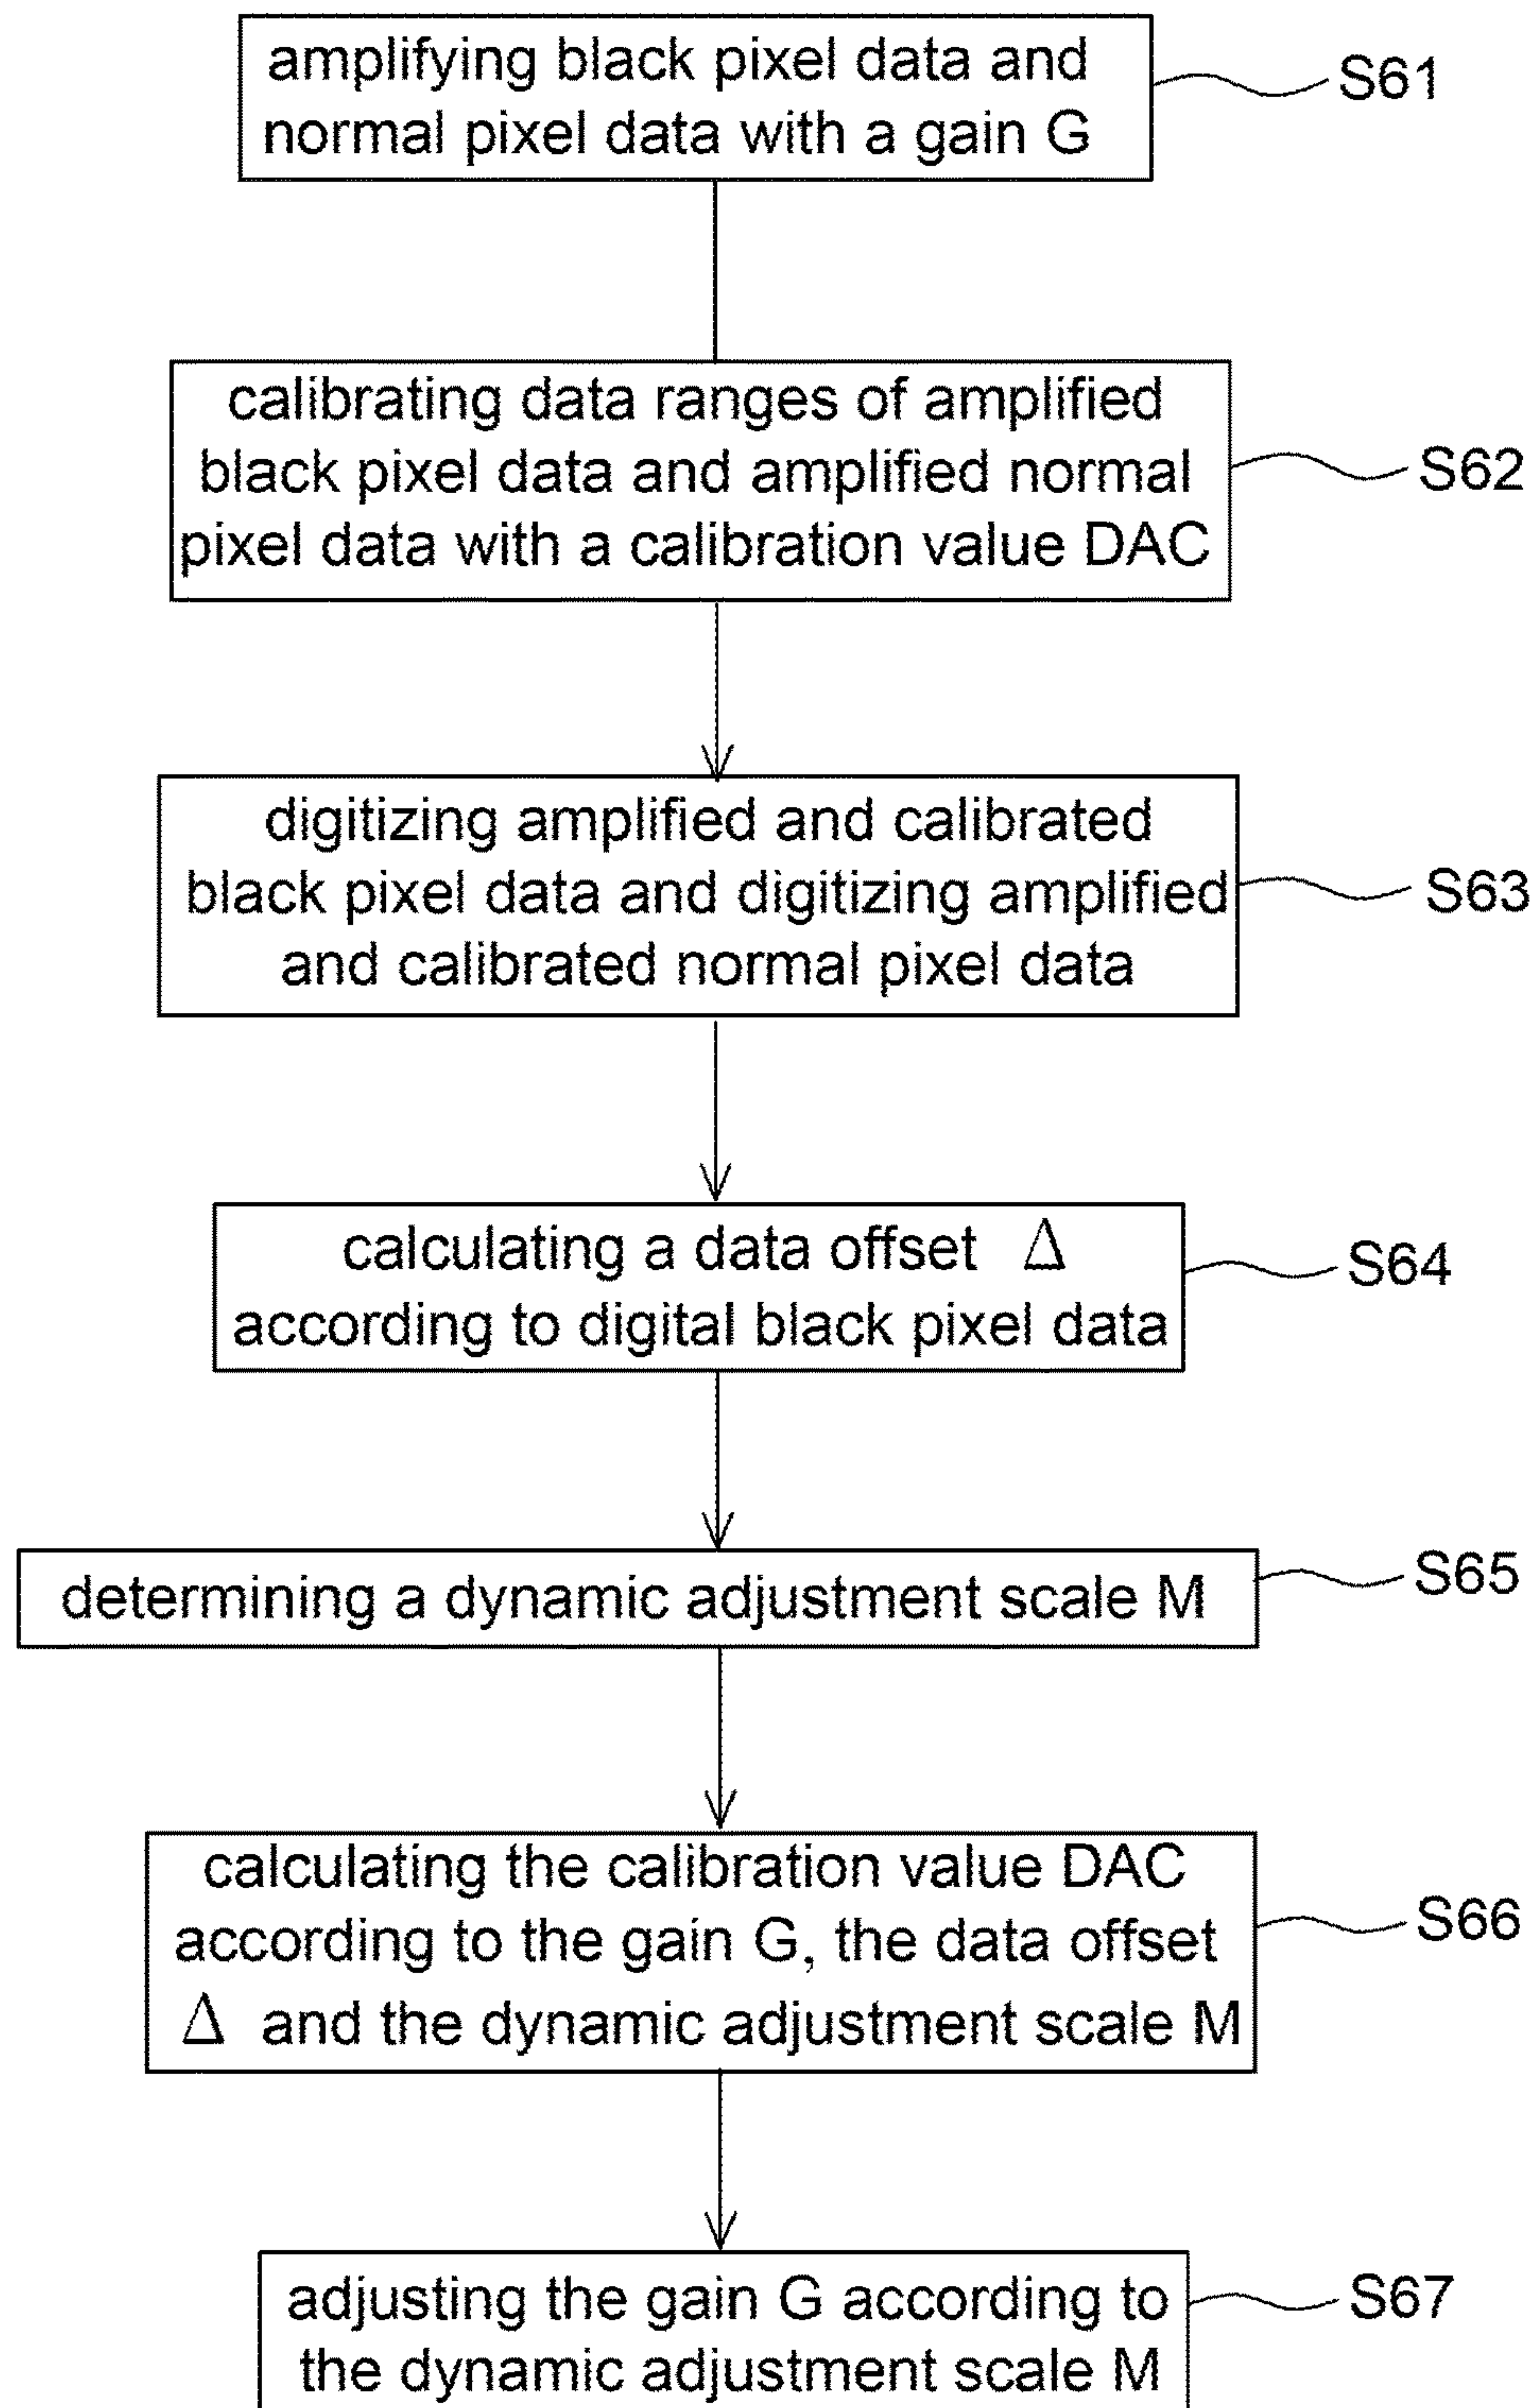 amplifying black pixel data and
normal pixel data with a gain G
S61
calibrating data ranges of amplified
black pixel data and amplified normal
pixel data with a calibration value DAC
S62
digitizing amplified and calibrated
black pixel data and digitizing amplified
and calibrated normal pixel data
S63
calculating a data offset Δ
according to digital black pixel data
S64
determining a dynamic adjustment scale M
S65
calculating the calibration value DAC
according to the gain G, the data offset
Δ and the dynamic adjustment scale M
S66
adjusting the gain G according to
the dynamic adjustment scale M
S67